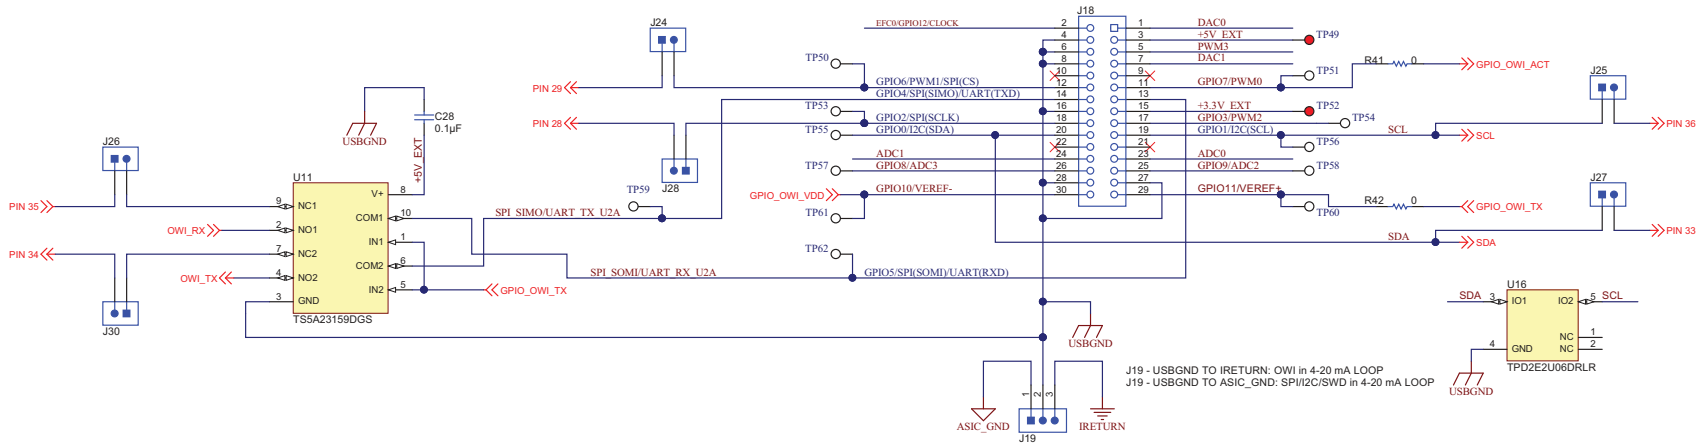 J18
J24
EFC0/GPIO12/CLOCK
2
1
DAC0
4
3
+5V_EXT
TP49
6
5
PWM3
TP50
8
7
DAC1
R41
0
GPIO_OWI_ACT
10
9
TP51
J25
PIN 29
GPIO6/PWM1/SPI(CS)
12
11
GPIO7/PWM0
GPIO4/SPI(SIMO)/UART(TXD)
14
13
TP53
16
15
+3.3V_EXT
TP52
C28
0.1µF
PIN 28
GPIO2/SPI(SCLK)
18
17
GPIO3/PWM2
TP54
PIN 36
USBGND
TP55
GPIO0/I2C(SDA)
20
19
GPIO1/I2C(SCL)
SCL
SCL
J26
+5V_EXT
22
21
TP56
ADC1
24
23
ADC0
TP57
GPIO8/ADC3
26
25
GPIO9/ADC2
TP58
U11
J28
28
27
J27
V+
8
TP59
GPIO_OWI_VDD
GPIO10/VEREF-
30
29
GPIO11/VEREF+
R42
0
GPIO_OWI_TX
PIN 35
9
NC1
COM1
10
SPI_SIMO/UART_TX_U2A
TP61
TP60
OWI_RX
2
NO1
IN1
1
PIN 33
PIN 34
7
NC2
COM2
6
TP62
SDA
SDA
OWI_TX
4
NO2
IN2
5
SPI_SOMI/UART_RX_U2A
GPIO5/SPI(SOMI)/UART(RXD)
GPIO_OWI_TX
3
GND
TS5A23159DGS
J30
U16
SDA
3
IO1
IO2
5
SCL
USBGND
NC
1
4
GND
NC
2
TPD2E2U06DRLR
USBGND
J19 - USBGND TO IRETURN: OWI in 4-20 mA LOOP
J19 - USBGND TO ASIC_GND: SPI/I2C/SWD in 4-20 mA LOOP
1
2
3
ASIC_GND
IRETURN
J19